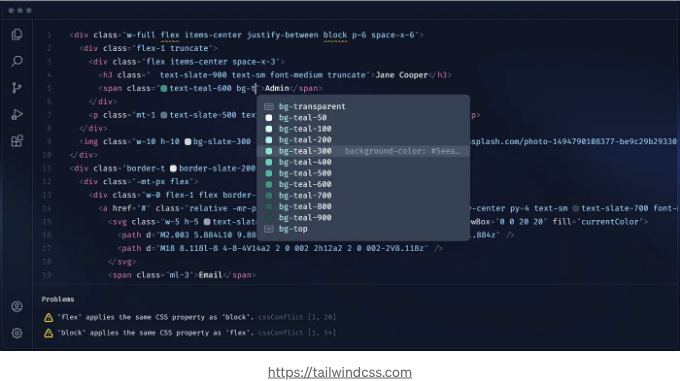 1 <div class="w-full flex items-center justify-between block p-6 space-x-6">
2 <div class="flex-1 truncate">
3 <div class="flex items-center space-x-3">
4 <h3 class=" text-slate-900 text-sm font-medium truncate">Jane Cooper</h3>
5 <span class="text-teal-600 bg-t">Admin</span>
6 </div>
7 <p class="mt-1 text-slate-500 tex p>
8 </div>
9 <img class="w-10 h-10 bg-slate-300 splash.com/photo-1494790108377-be9c29b29330
10 </div>
11 <div class="border-t border-slate-200
12 <div class="-mt-px flex">
13 <div class="w-0 flex-1 flex border-
14 <a href="#" class="relative -mr-p -center py-4 text-sm text-slate-700 font-m
15 <svg class="w-5 h-5 text-slat ewBox="0 0 20 20" fill="currentColor">
16 <path d="M2.003 5.884L10 9.88 .884z" />
17 <path d="M18 8.118l-8 4-8-4V14a2 2 0 002 2h12a2 2 0 002-2V8.118z" />
18 </svg>
19 <span class="ml-3">Email</span>
bg-transparent
bg-teal-50
bg-teal-100
bg-teal-200
bg-teal-300 background-color: #5eea…
bg-teal-400
bg-teal-500
bg-teal-600
bg-teal-700
bg-teal-800
bg-teal-900
bg-top
Problems
'flex' applies the same CSS property as 'block'. cssConflict [1, 20]
'block' applies the same CSS property as 'flex'. cssConflict [1, 54]
https://tailwindcss.com